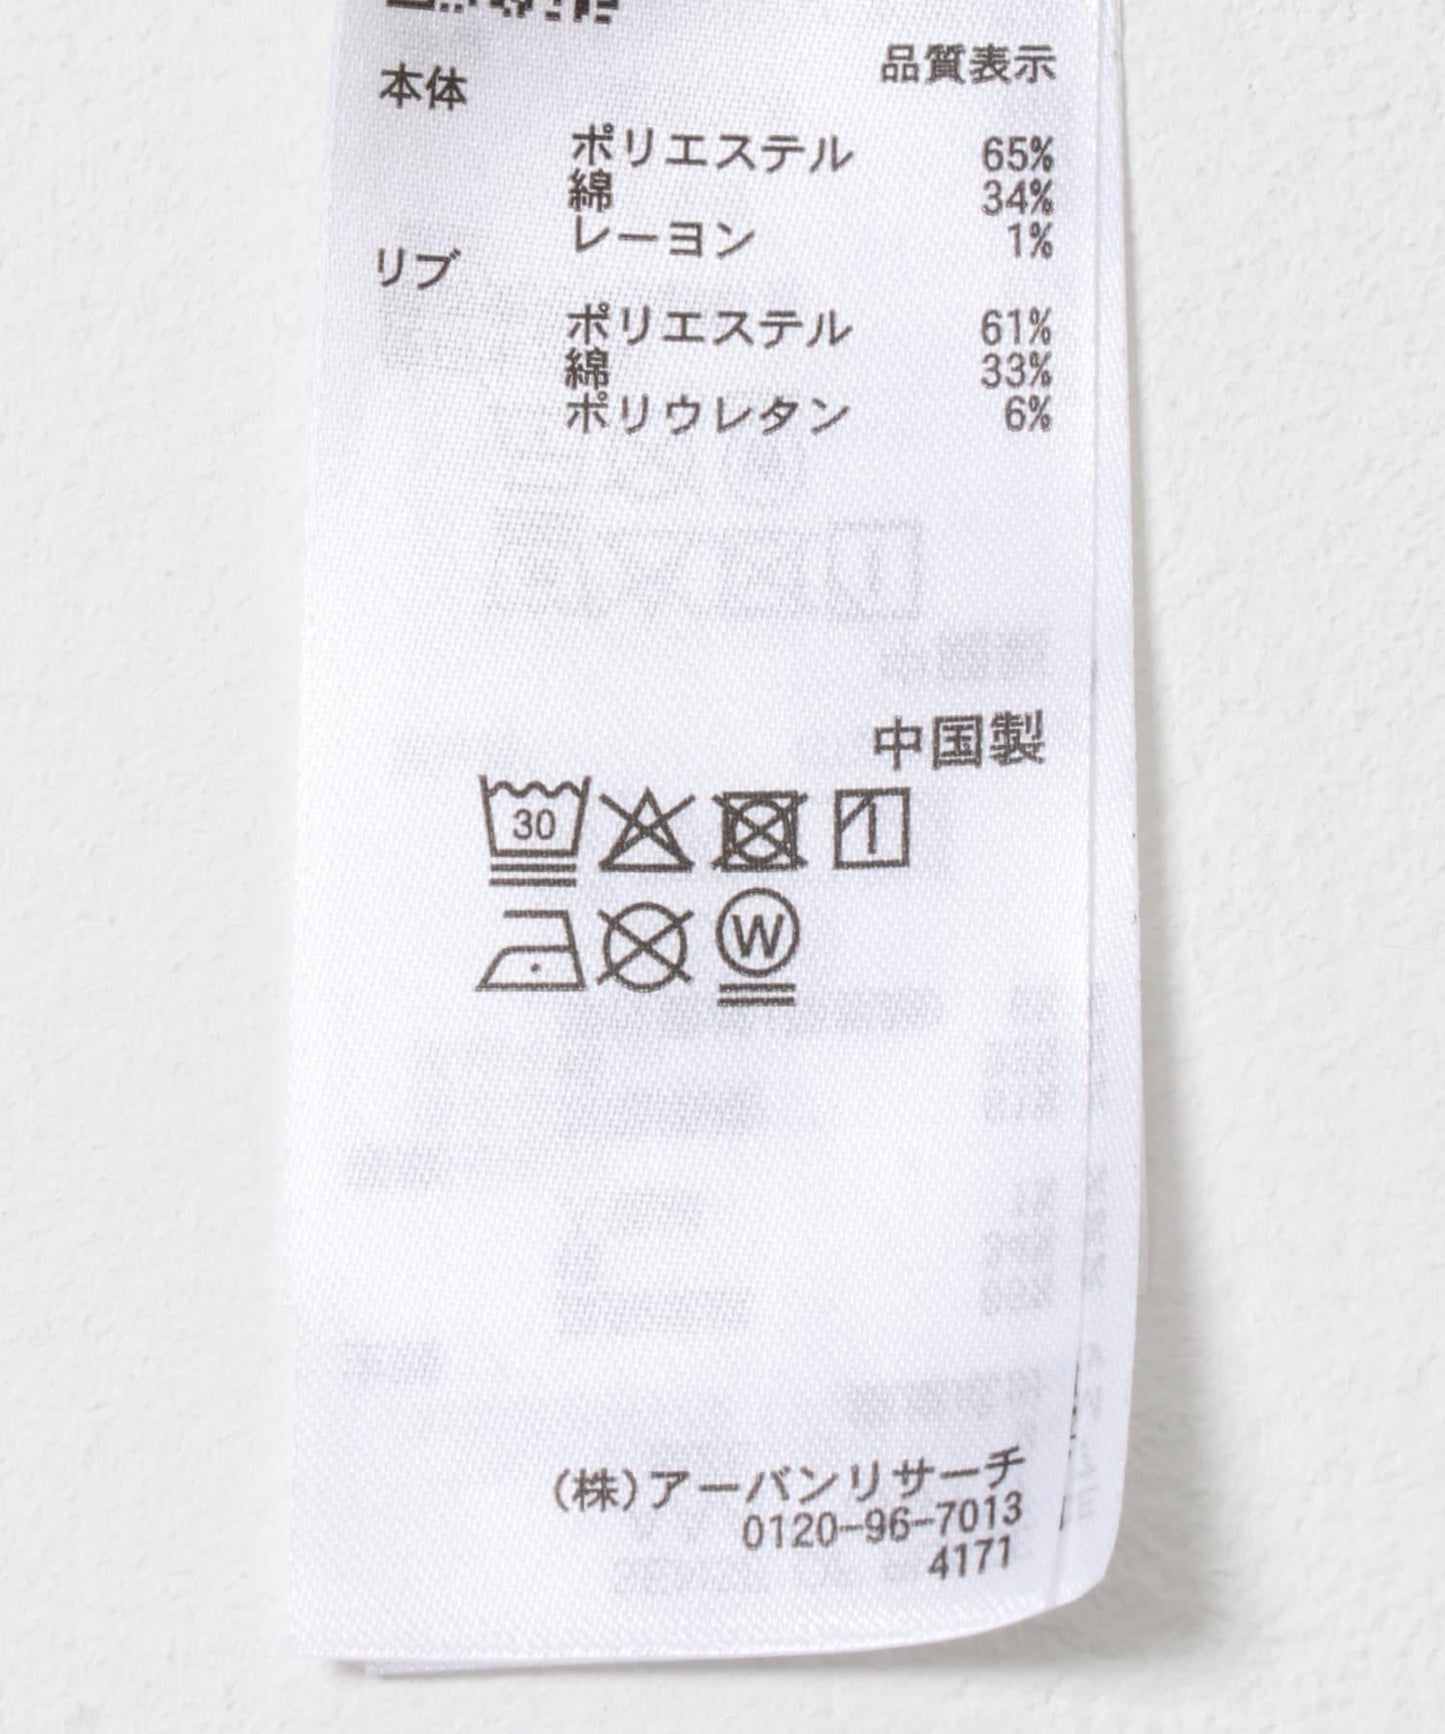 品質表示
本体
ポリエステル 65%
綿 34%
レーヨン 1%
リブ
ポリエステル 61%
綿 33%
ポリウレタン 6%
中国製
30
W
(株)アーバンリサーチ
0120-96-7013
4171